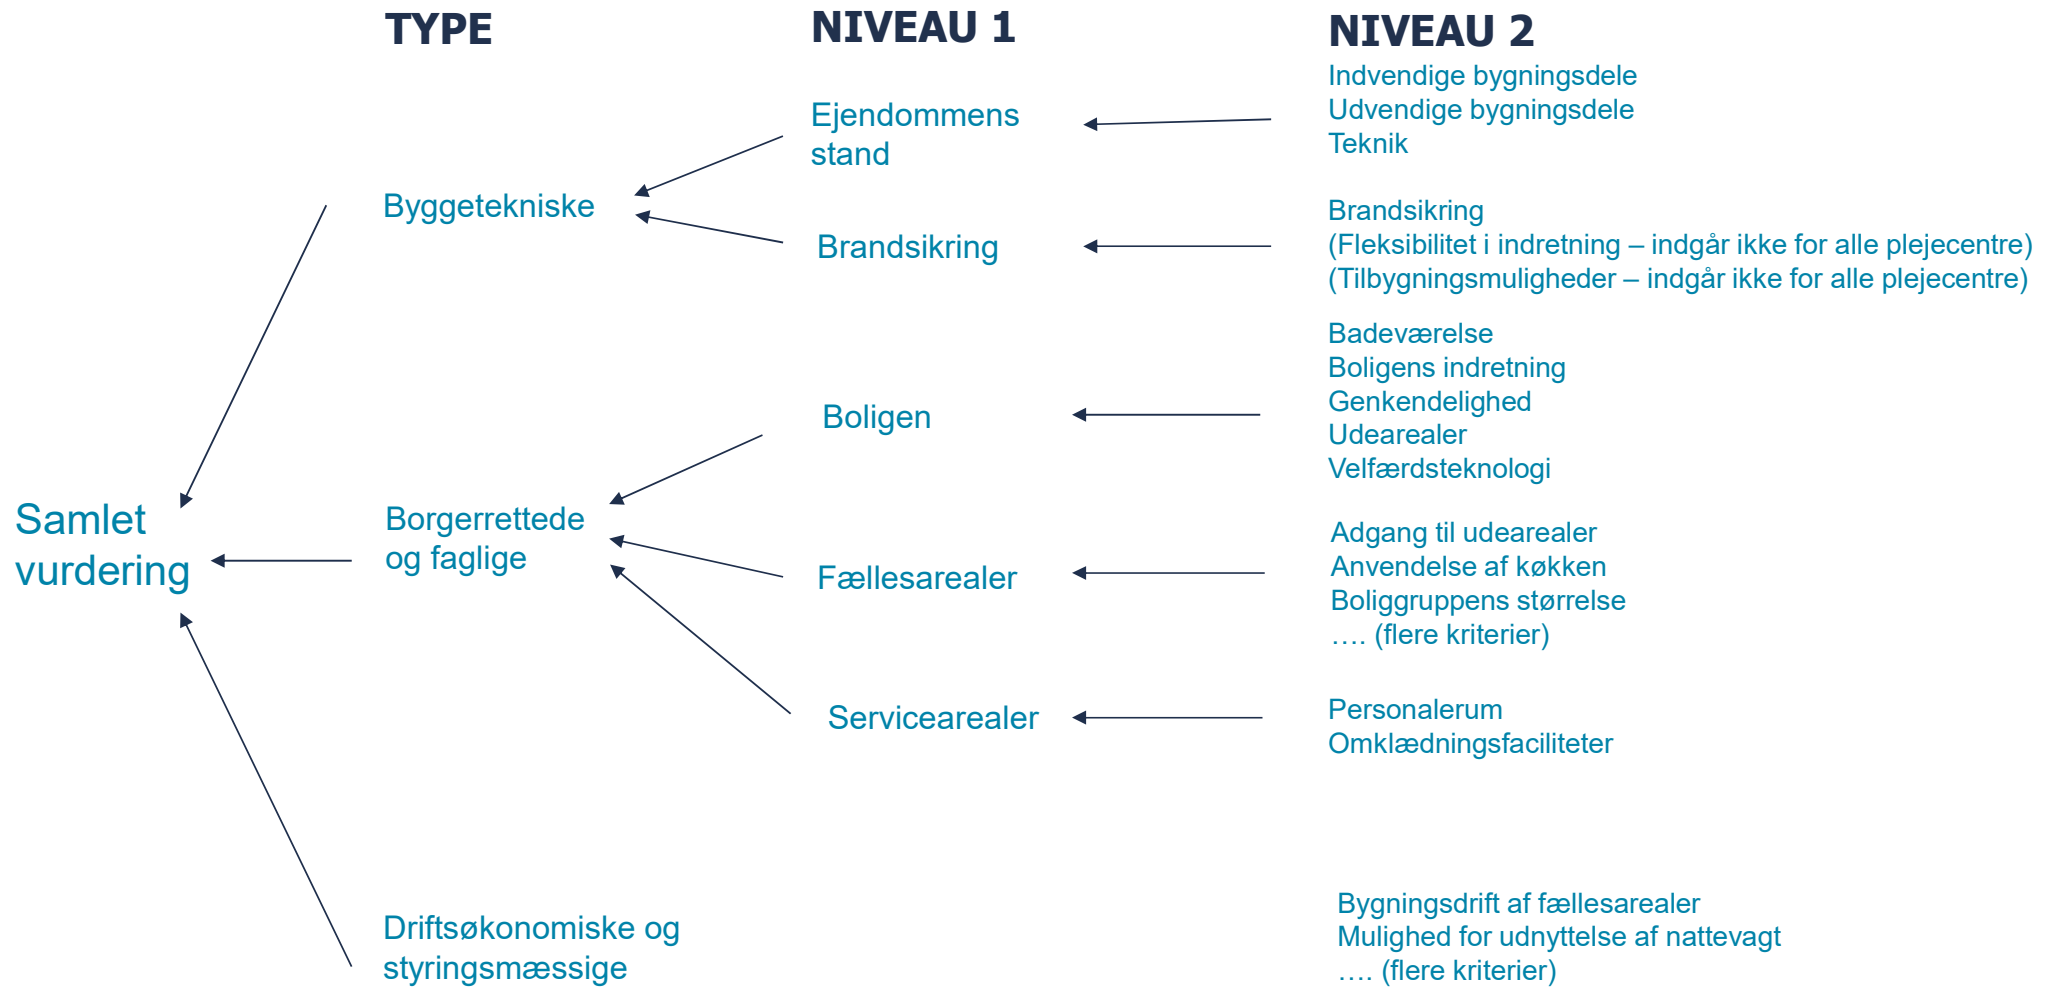 TYPE
NIVEAU 1
NIVEAU 2
Indvendige bygningsdele
Udvendige bygningsdele
Teknik
Ejendommens
stand
Byggetekniske
Brandsikring
Brandsikring
(Fleksibilitet i indretning – indgår ikke for alle plejecentre)
(Tilbygningsmuligheder – indgår ikke for alle plejecentre)
Badeværelse
Boligens indretning
Genkendelighed
Udearealer
Velfærdsteknologi
Boligen
Samlet
vurdering
Borgerrettede
og faglige
Fællesarealer
Adgang til udearealer
Anvendelse af køkken
Boliggruppens størrelse
…. (flere kriterier)
Servicearealer
Personalerum
Omklædningsfaciliteter
Driftsøkonomiske og
styringsmæssige
Bygningsdrift af fællesarealer
Mulighed for udnyttelse af nattevagt
…. (flere kriterier)